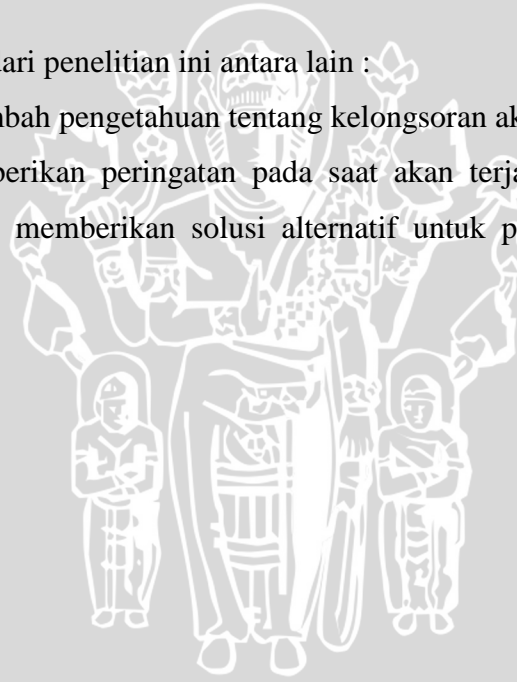 dari penelitian ini antara lain :
bah pengetahuan tentang kelongsoran ak
berikan peringatan pada saat akan terja
memberikan solusi alternatif untuk p